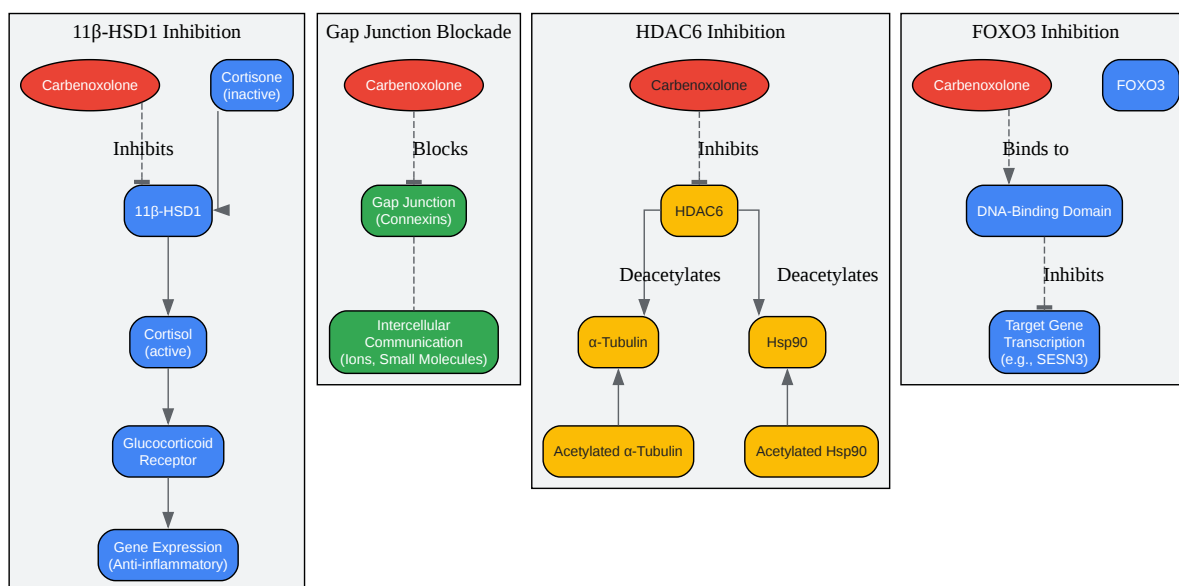 11β-HSD1 Inhibition
Carbenoxolone
Cortisone
(inactive)
Inhibits
11β-HSD1
Cortisol
(active)
Glucocorticoid
Receptor
Gene Expression
(Anti-inflammatory)
Gap Junction Blockade
Carbenoxolone
Blocks
Gap Junction
(Connexins)
Intercellular
Communication
(Ions, Small Molecules)
HDAC6 Inhibition
Carbenoxolone
Inhibits
HDAC6
Deacetylates
Deacetylates
α-Tubulin
Hsp90
Acetylated α-Tubulin
Acetylated Hsp90
FOXO3 Inhibition
Carbenoxolone
FOXO3
Binds to
DNA-Binding Domain
Inhibits
Target Gene
Transcription
(e.g., SESN3)